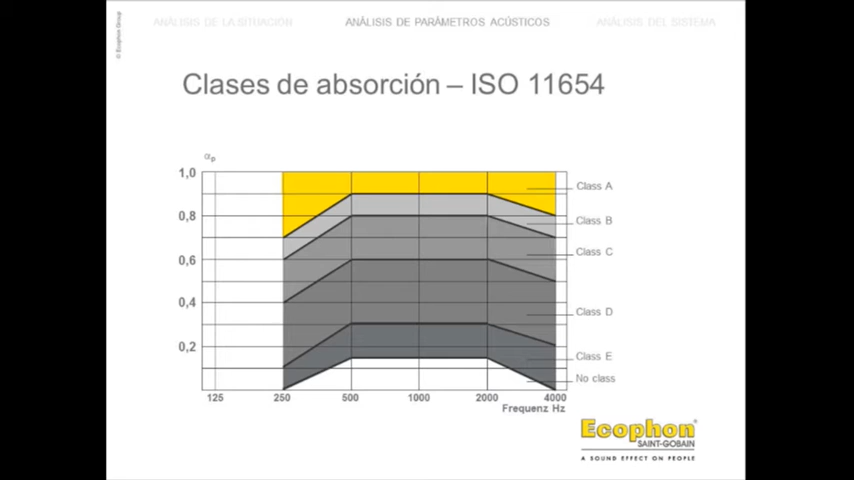 © Ecophon Group
ANÁLISIS DE LA SITUACIÓN
ANÁLISIS DE PARÁMETROS ACÚSTICOS
ANÁLISIS DEL SISTEMA
Clases de absorción – ISO 11654
αp
1,0
0,8
0,6
0,4
0,2
Class A
Class B
Class C
Class D
Class E
No class
125 250 500 1000 2000 4000
Frequenz Hz
Ecophon®
SAINT-GOBAIN
A SOUND EFFECT ON PEOPLE